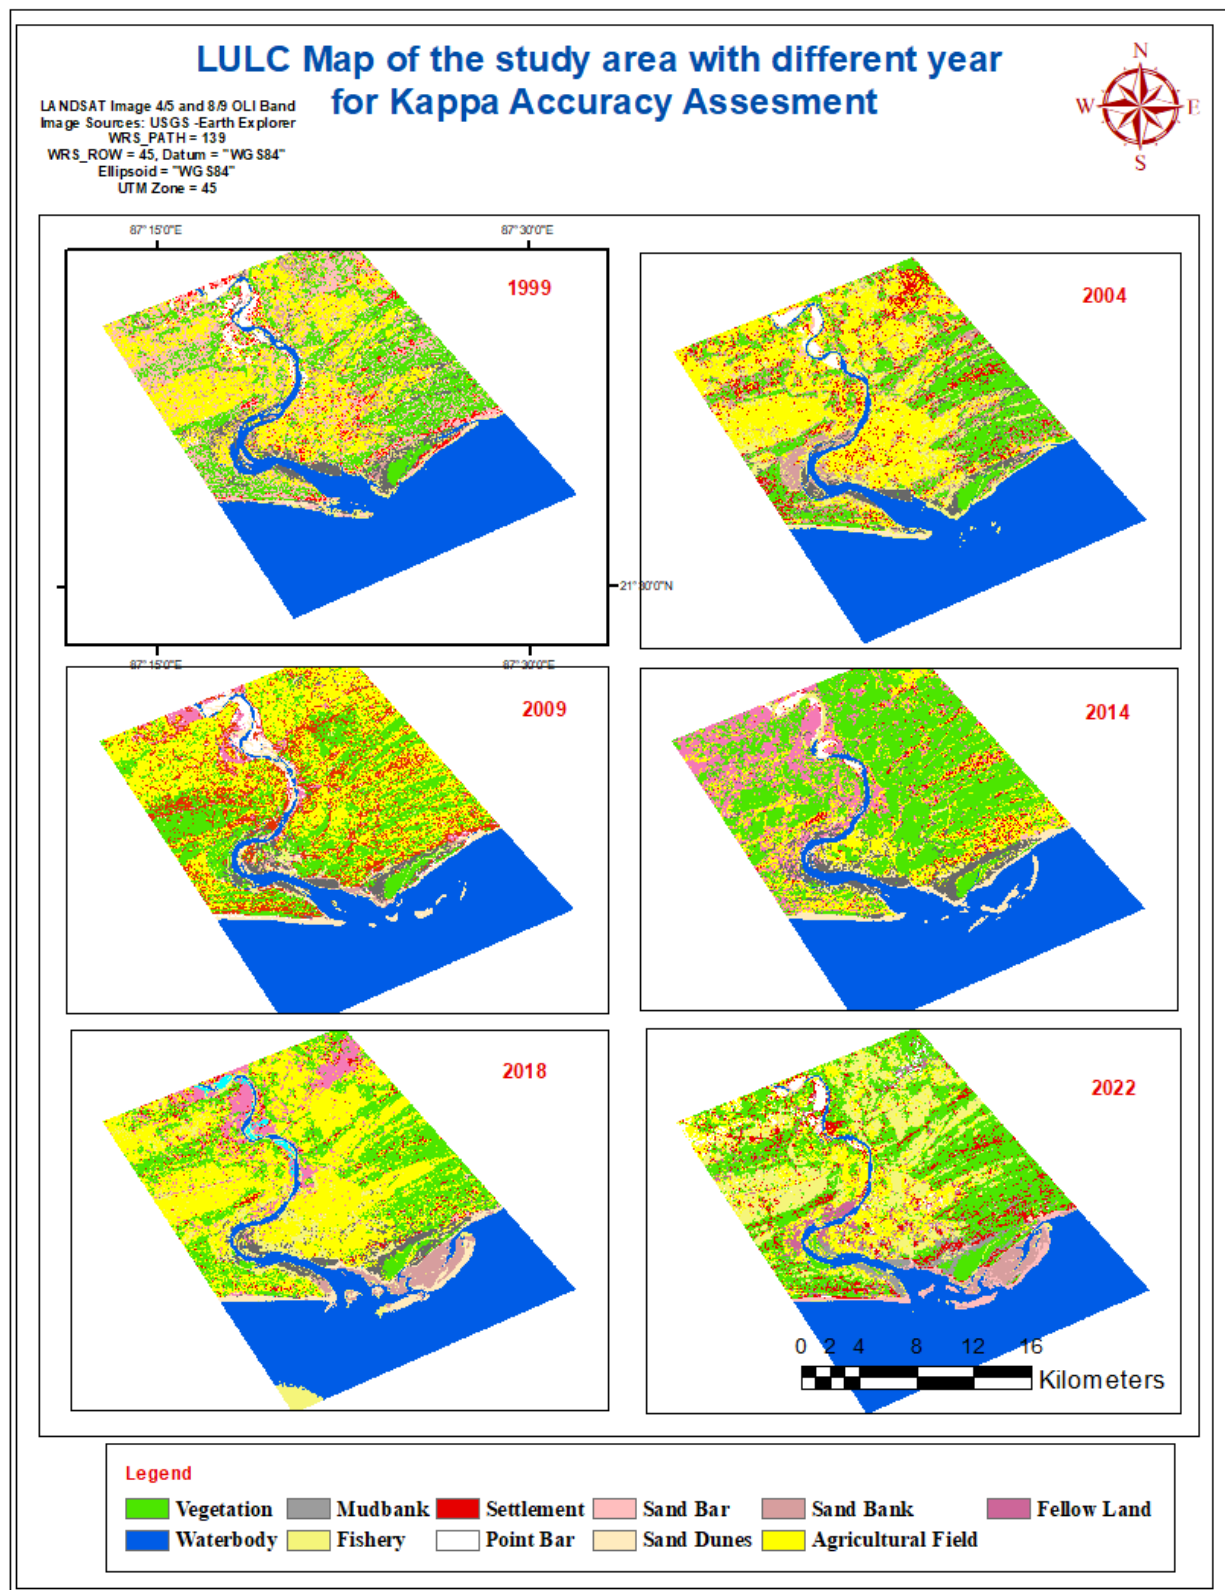 LULC Map of the study area with different year
for Kappa Accuracy Assesment
LANDSAT Image 4/5 and 8/9 OLI Band
Image Sources: USGS -Earth Explorer
WRS_PATH = 139
WRS_ROW = 45, Datum = "WGS84"
Ellipsoid = "WGS84"
UTM Zone = 45
N
W E
S
87°15'0"E 87°30'0"E
1999
2004
21°30'0"N
87°15'0"E 87°30'0"E
2009
2014
2018
2022
0 2 4 8 12 16
Kilometers
Legend
Vegetation Mudbank Settlement Sand Bar Sand Bank Fellow Land
Waterbody Fishery Point Bar Sand Dunes Agricultural Field